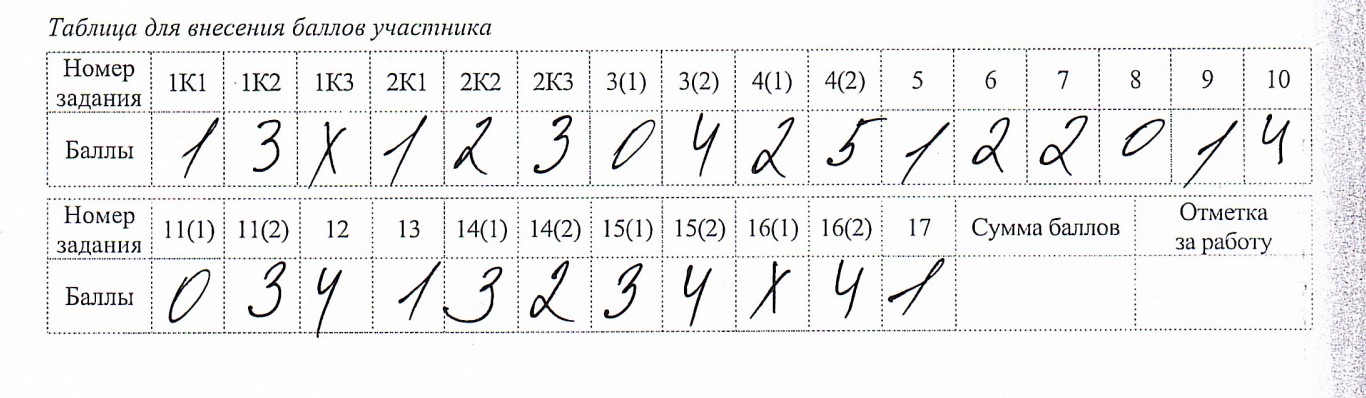 Таблица для внесения баллов участника
Номер задания 1К1 1К2 1К3 2К1 2К2 2К3 3(1) 3(2) 4(1) 4(2) 5 6 7 8 9 10
Баллы 1 3 X 1 2 3 0 4 2 5 1 2 2 0 1 4
Номер задания 11(1) 11(2) 12 13 14(1) 14(2) 15(1) 15(2) 16(1) 16(2) 17 Сумма баллов Отметка за работу
Баллы 0 3 4 1 3 2 3 4 X 4 1